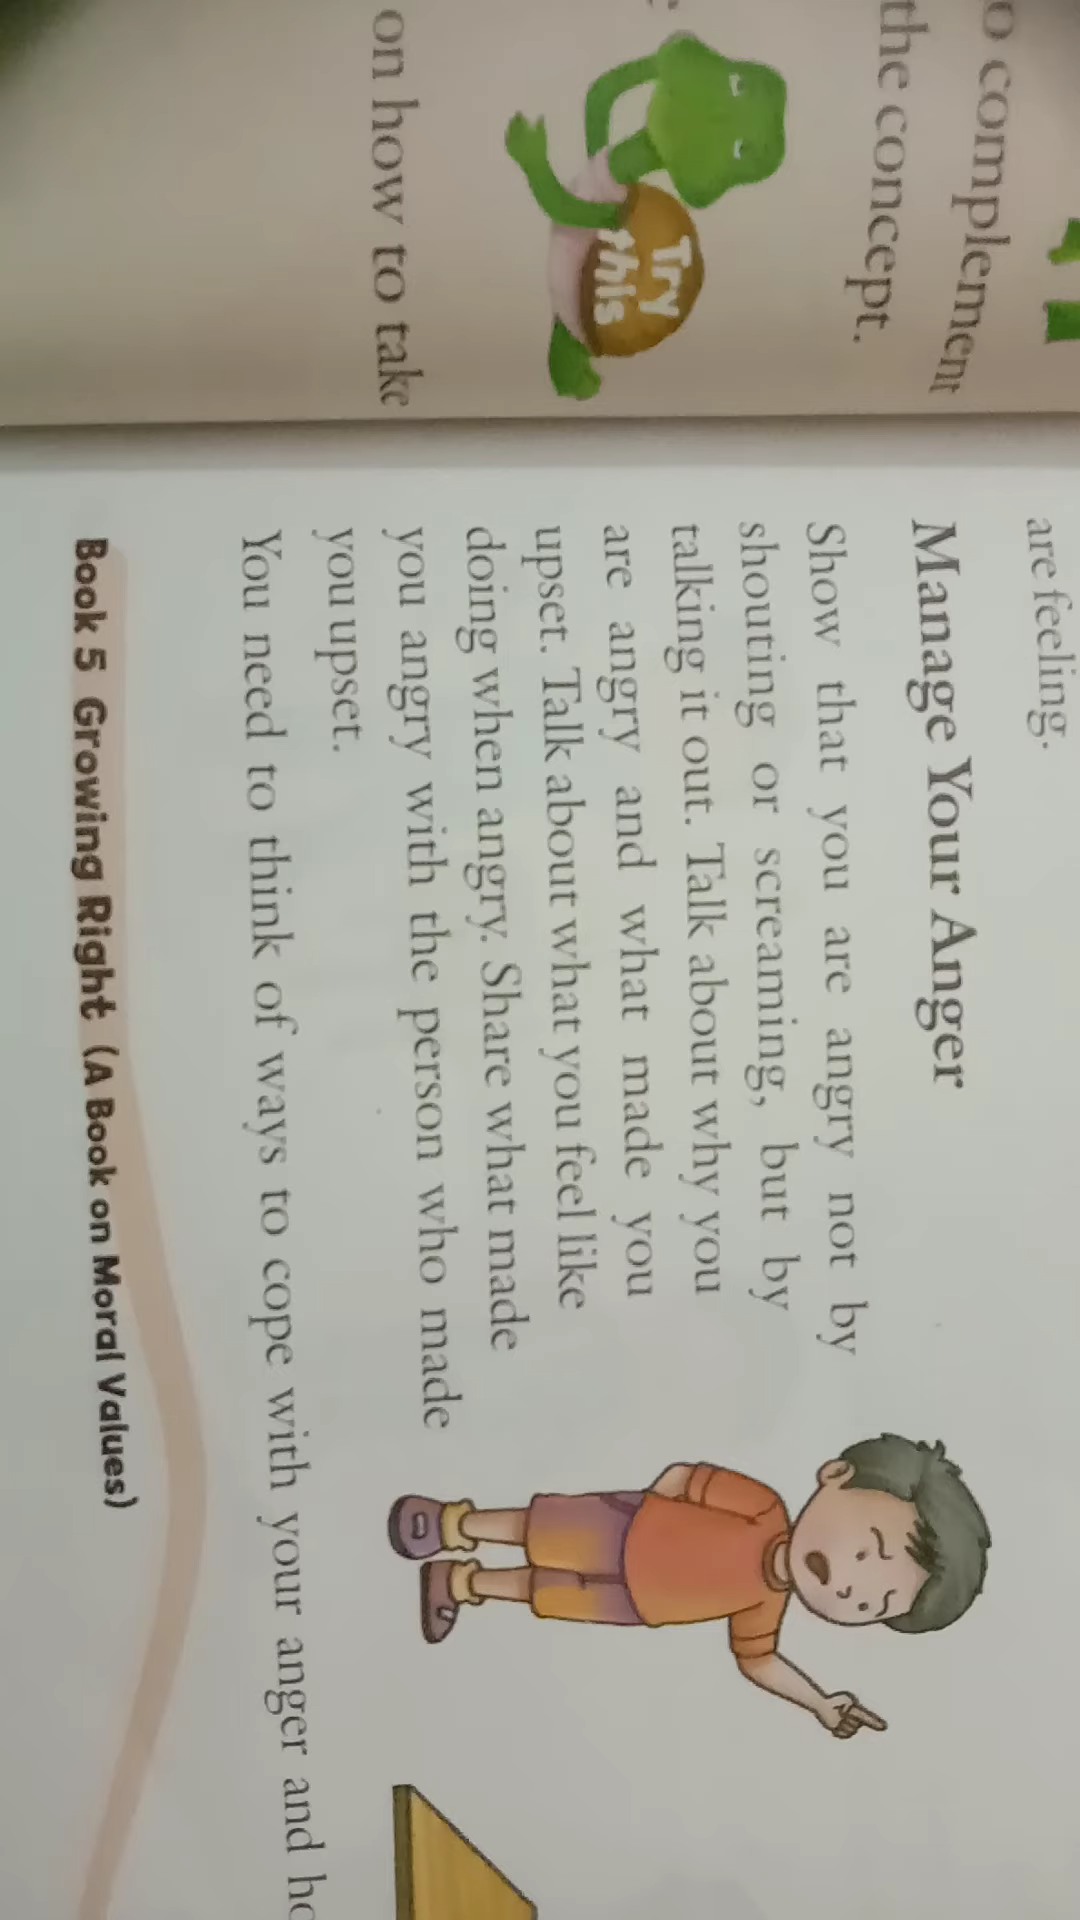 o complement
the concept.
Try
this
on how to take
are feeling.
Manage Your Anger
Show that you are angry not by
shouting or screaming, but by
talking it out. Talk about why you
are angry and what made you
upset. Talk about what you feel like
doing when angry. Share what made
you angry with the person who made
you upset.
You need to think of ways to cope with your anger and
Book 5 Growing Right (A Book on Moral Values)